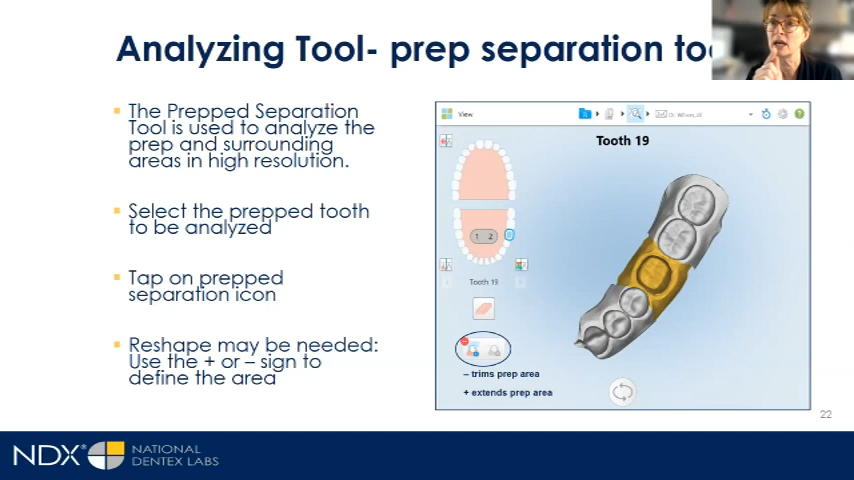 Analyzing Tool- prep separation
The Prepped Separation
Tool is used to analyze the
prep and surrounding
areas in high resolution.
Select the prepped tooth
to be analyzed
Tap on prepped
separation icon
Reshape may be needed:
Use the + or – sign to
define the area
View
Tooth 19
1 2
Tooth 19
– trims prep area
+ extends prep area
22
NDX®
NATIONAL
DENTEX LABS